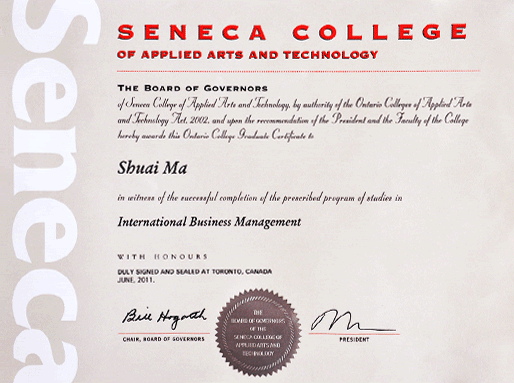 Seneca
SENECA COLLEGE
OF APPLIED ARTS AND TECHNOLOGY
THE BOARD OF GOVERNORS
of Seneca College of Applied Arts and Technology, by authority of the Ontario Colleges of Applied Arts
and Technology Act, 2002, and upon the recommendation of the President and the Faculty of the College
hereby awards this Ontario College Graduate Certificate to
Shuai Ma
in witness of the successful completion of the prescribed program of studies in
International Business Management
WITH HONOURS
DULY SIGNED AND SEALED AT TORONTO, CANADA
JUNE, 2011.
Bill Hogarth
CHAIR, BOARD OF GOVERNORS
THE
BOARD OF GOVERNORS
OF THE
SENECA COLLEGE OF
APPLIED ARTS AND
TECHNOLOGY
PRESIDENT